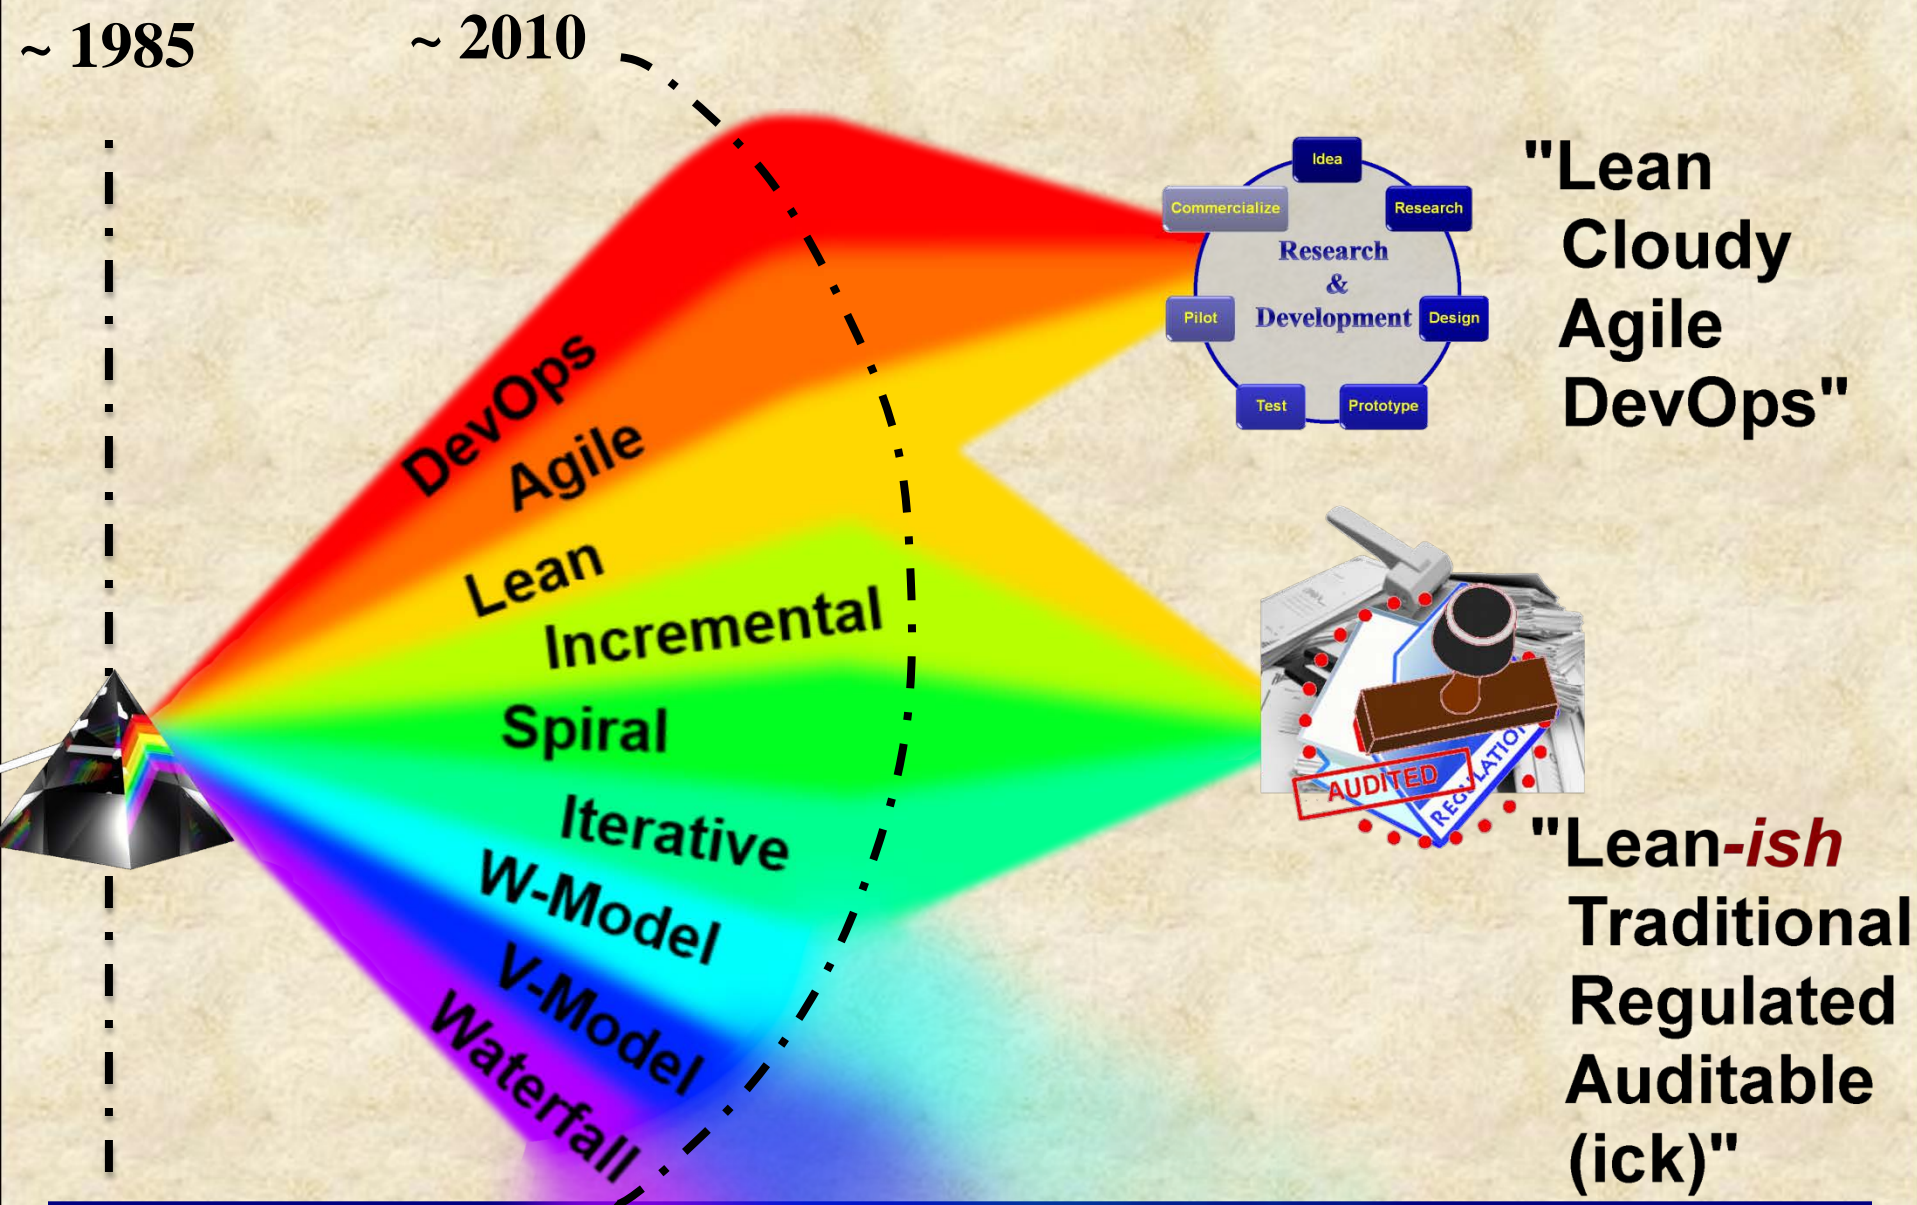 ~ 1985
~ 2010
DevOps
Agile
Lean
Incremental
Spiral
Iterative
W-Model
V-Model
Waterfall
Idea
Commercialize
Research
Research
&
Development
Pilot
Design
Test
Prototype
"Lean
Cloudy
Agile
DevOps"
AUDITED
REGULATION
"Lean-ish
Traditional
Regulated
Auditable
(ick)"